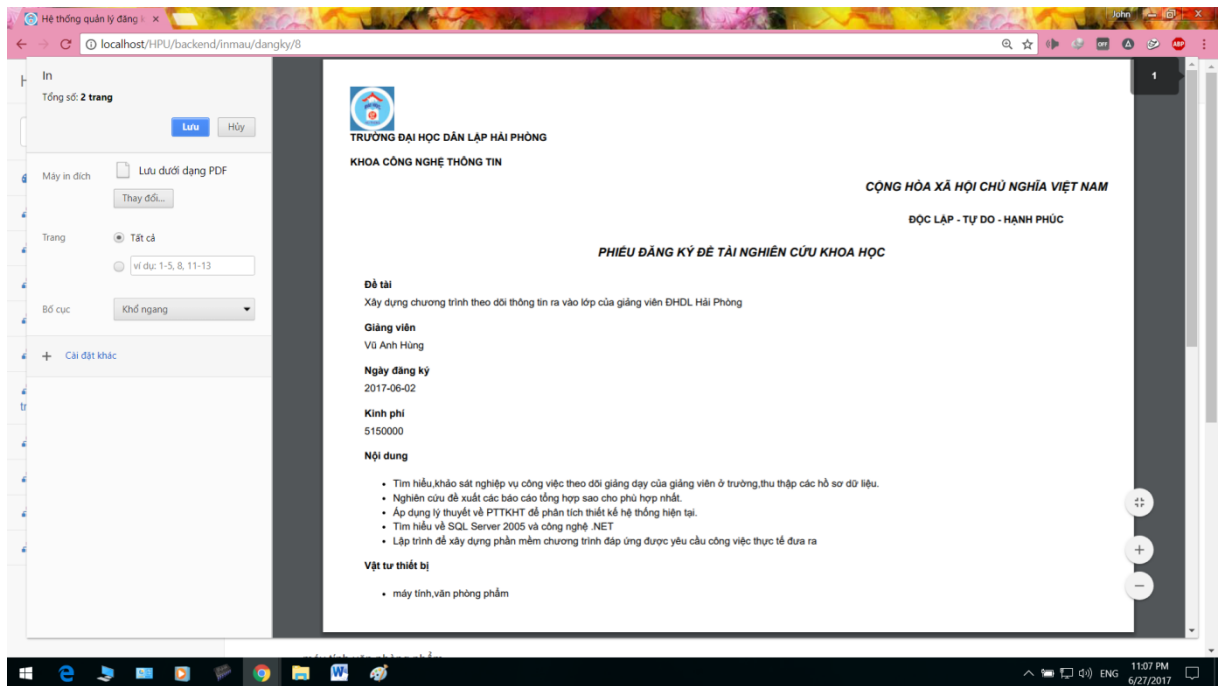 Hệ thống quản lý đăng k
John
localhost/HPU/backend/inmau/dangky/8
OFF
ABP
In
Tổng số: 2 trang
Lưu
Hủy
Máy in đích
Lưu dưới dạng PDF
Thay đổi...
Trang
Tất cả
ví dụ: 1-5, 8, 11-13
Bố cục
Khổ ngang
+ Cài đặt khác
1
TRƯỜNG ĐẠI HỌC DÂN LẬP HẢI PHÒNG
KHOA CÔNG NGHỆ THÔNG TIN
CỘNG HÒA XÃ HỘI CHỦ NGHĨA VIỆT NAM
ĐỘC LẬP - TỰ DO - HẠNH PHÚC
PHIẾU ĐĂNG KÝ ĐỀ TÀI NGHIÊN CỨU KHOA HỌC
Đề tài
Xây dựng chương trình theo dõi thông tin ra vào lớp của giảng viên ĐHDL Hải Phòng
Giảng viên
Vũ Anh Hùng
Ngày đăng ký
2017-06-02
Kinh phí
5150000
Nội dung
• Tìm hiểu,khảo sát nghiệp vụ công việc theo dõi giảng dạy của giảng viên ở trường,thu thập các hồ sơ dữ liệu.
• Nghiên cứu đề xuất các báo cáo tổng hợp sao cho phù hợp nhất.
• Áp dụng lý thuyết về PTTKHT để phân tích thiết kế hệ thống hiện tại.
• Tìm hiểu về SQL Server 2005 và công nghệ .NET
• Lập trình để xây dựng phần mềm chương trình đáp ứng được yêu cầu công việc thực tế đưa ra
Vật tư thiết bị
• máy tính,văn phòng phẩm
ENG
11:07 PM
6/27/2017